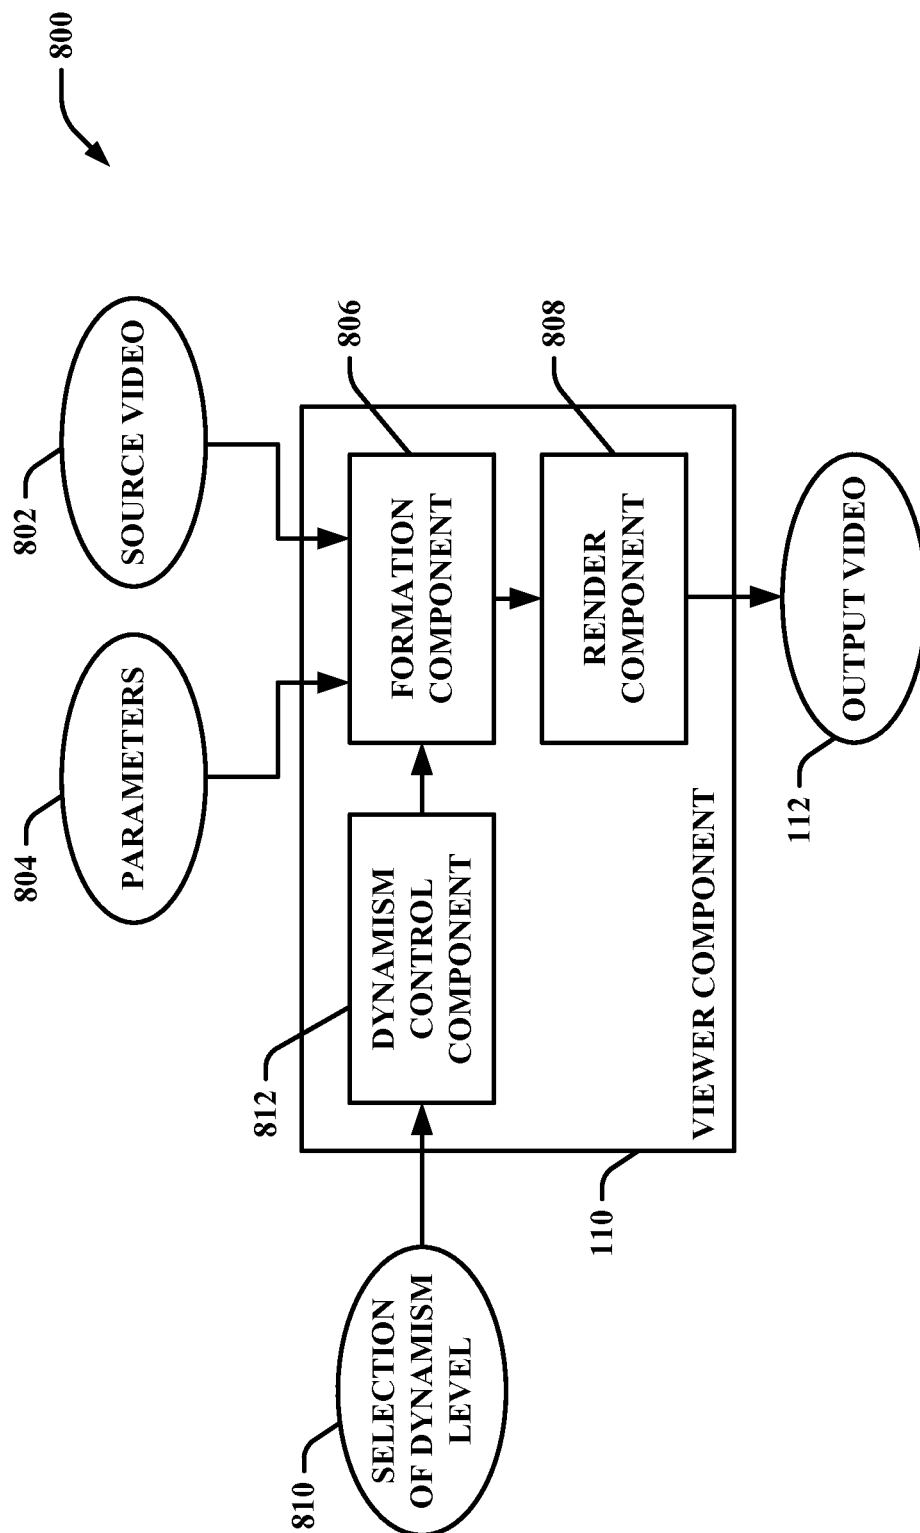 800
802
SOURCE VIDEO
804
PARAMETERS
806
FORMATION
COMPONENT
808
RENDER
COMPONENT
812
DYNAMISM
CONTROL
COMPONENT
810
SELECTION
OF DYNAMISM
LEVEL
110
VIEWER COMPONENT
112
OUTPUT VIDEO